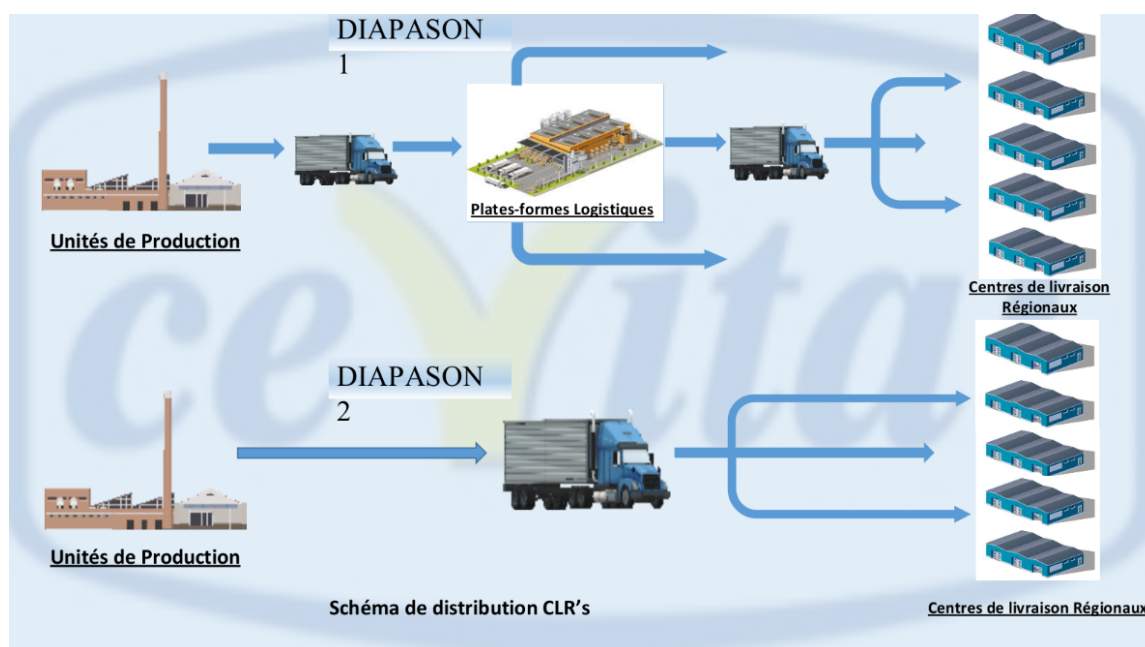 DIAPASON
1
Plates-formes Logistiques
Unités de Production
Centres de livraison
Régionaux
cevita
DIAPASON
2
Unités de Production
Schéma de distribution CLR’s
Centres de livraison Régionaux